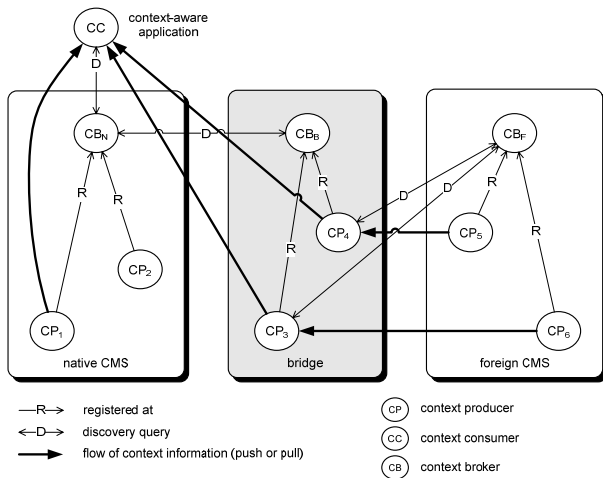 CC
context-aware
application
D
CB_N
D
CB_B
CB_F
R
R
R
D
D
R
CP_4
CP_5
R
R
CP_2
CP_1
CP_3
CP_6
native CMS
bridge
foreign CMS
R
registered at
D
discovery query
flow of context information (push or pull)
CP
context producer
CC
context consumer
CB
context broker